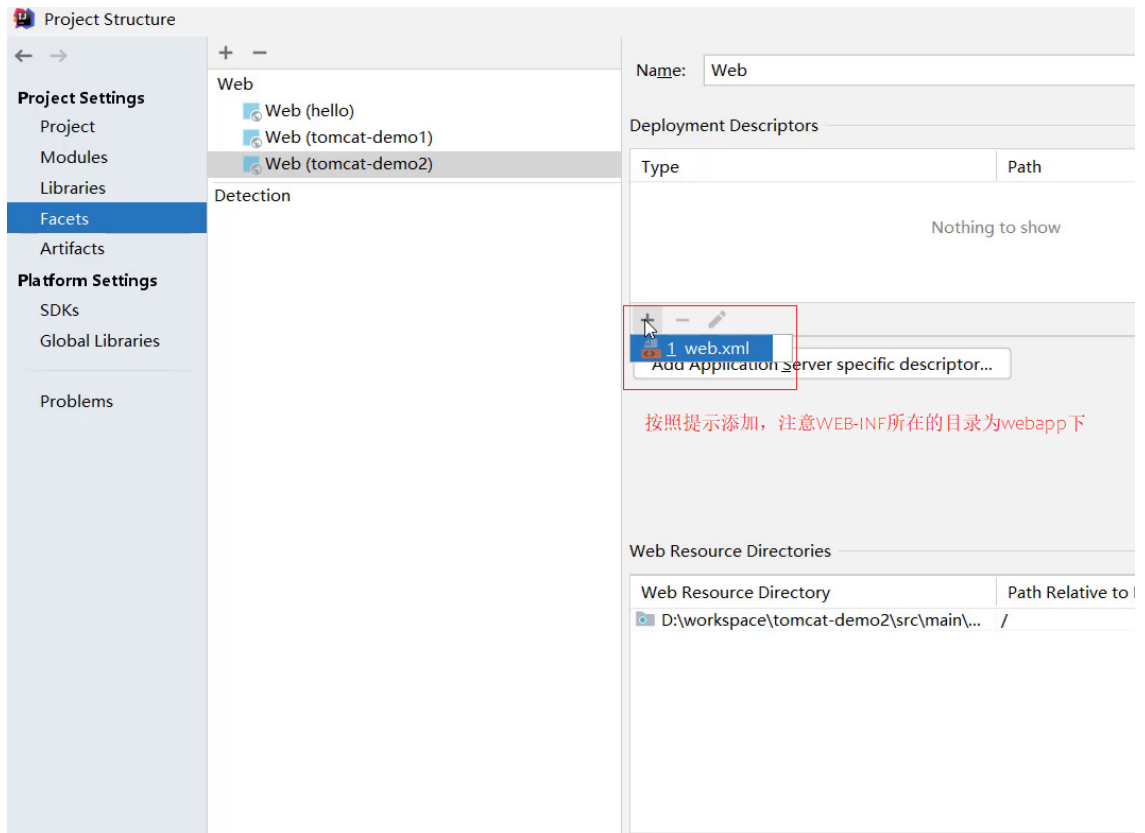 Project Structure
Project Settings
Project
Modules
Libraries
Facets
Artifacts
Platform Settings
SDKs
Global Libraries
Problems
Web
Web (hello)
Web (tomcat-demo1)
Web (tomcat-demo2)
Detection
Name: Web
Deployment Descriptors
Type Path
Nothing to show
1 web.xml
Add Application Server specific descriptor...
按照提示添加，注意WEB-INF所在的目录为webapp下
Web Resource Directories
Web Resource Directory Path Relative to
D:\workspace\tomcat-demo2\src\main\... /